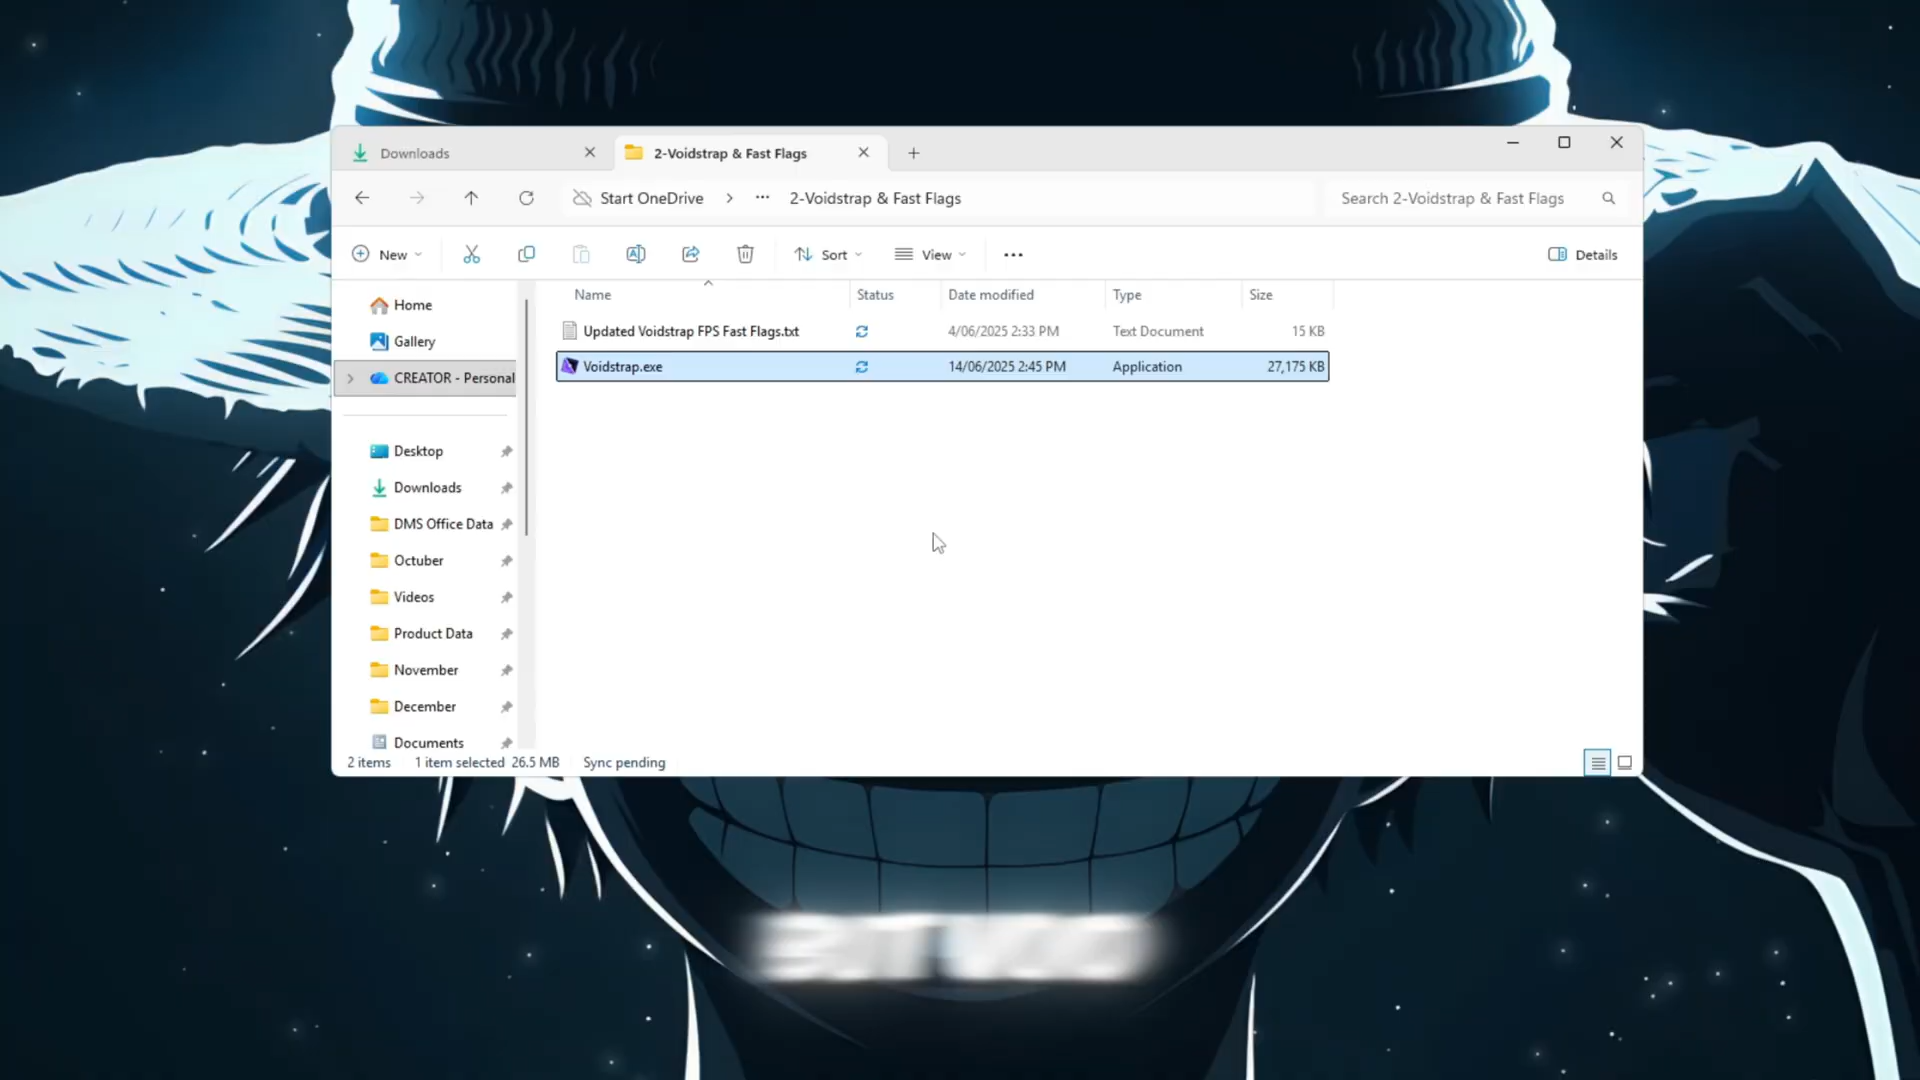 Downloads
2-Voidstrap & Fast Flags
Start OneDrive > ··· 2-Voidstrap & Fast Flags
Search 2-Voidstrap & Fast Flags
New
Sort
View
···
Details
Home
Gallery
CREATOR - Personal
Desktop
Downloads
DMS Office Data
Octuber
Videos
Product Data
November
December
Documents
Name Status Date modified Type Size
Updated Voidstrap FPS Fast Flags.txt 4/06/2025 2:33 PM Text Document 15 KB
Voidstrap.exe 14/06/2025 2:45 PM Application 27,175 KB
2 items 1 item selected 26.5 MB Sync pending